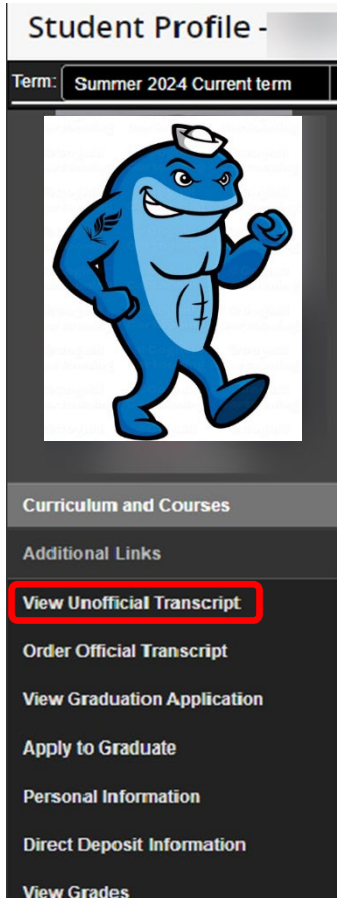 Student Profile -
Term: Summer 2024 Current term
Curriculum and Courses
Additional Links
View Unofficial Transcript
Order Official Transcript
View Graduation Application
Apply to Graduate
Personal Information
Direct Deposit Information
View Grades